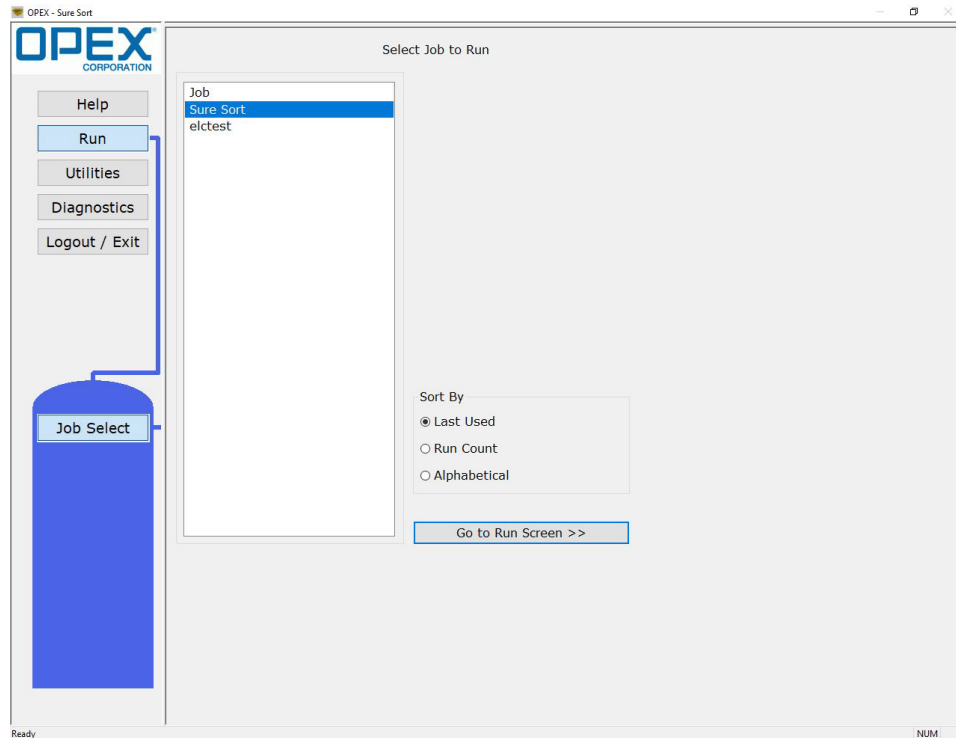 OPEX - Sure Sort
OPEX
CORPORATION
Help
Run
Utilities
Diagnostics
Logout / Exit
Job Select
Select Job to Run
Job
Sure Sort
elctest
Sort By
Last Used
Run Count
Alphabetical
Go to Run Screen >>
Ready
NUM